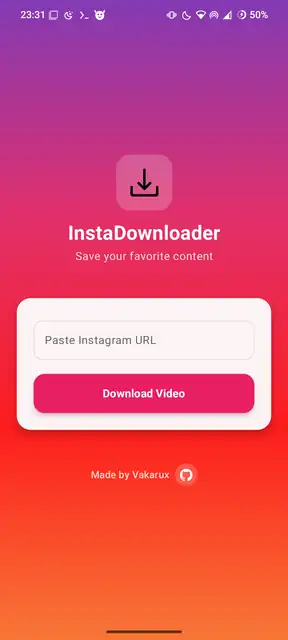 23:31 50%
InstaDownloader
Save your favorite content
Paste Instagram URL
Download Video
Made by Vakarux